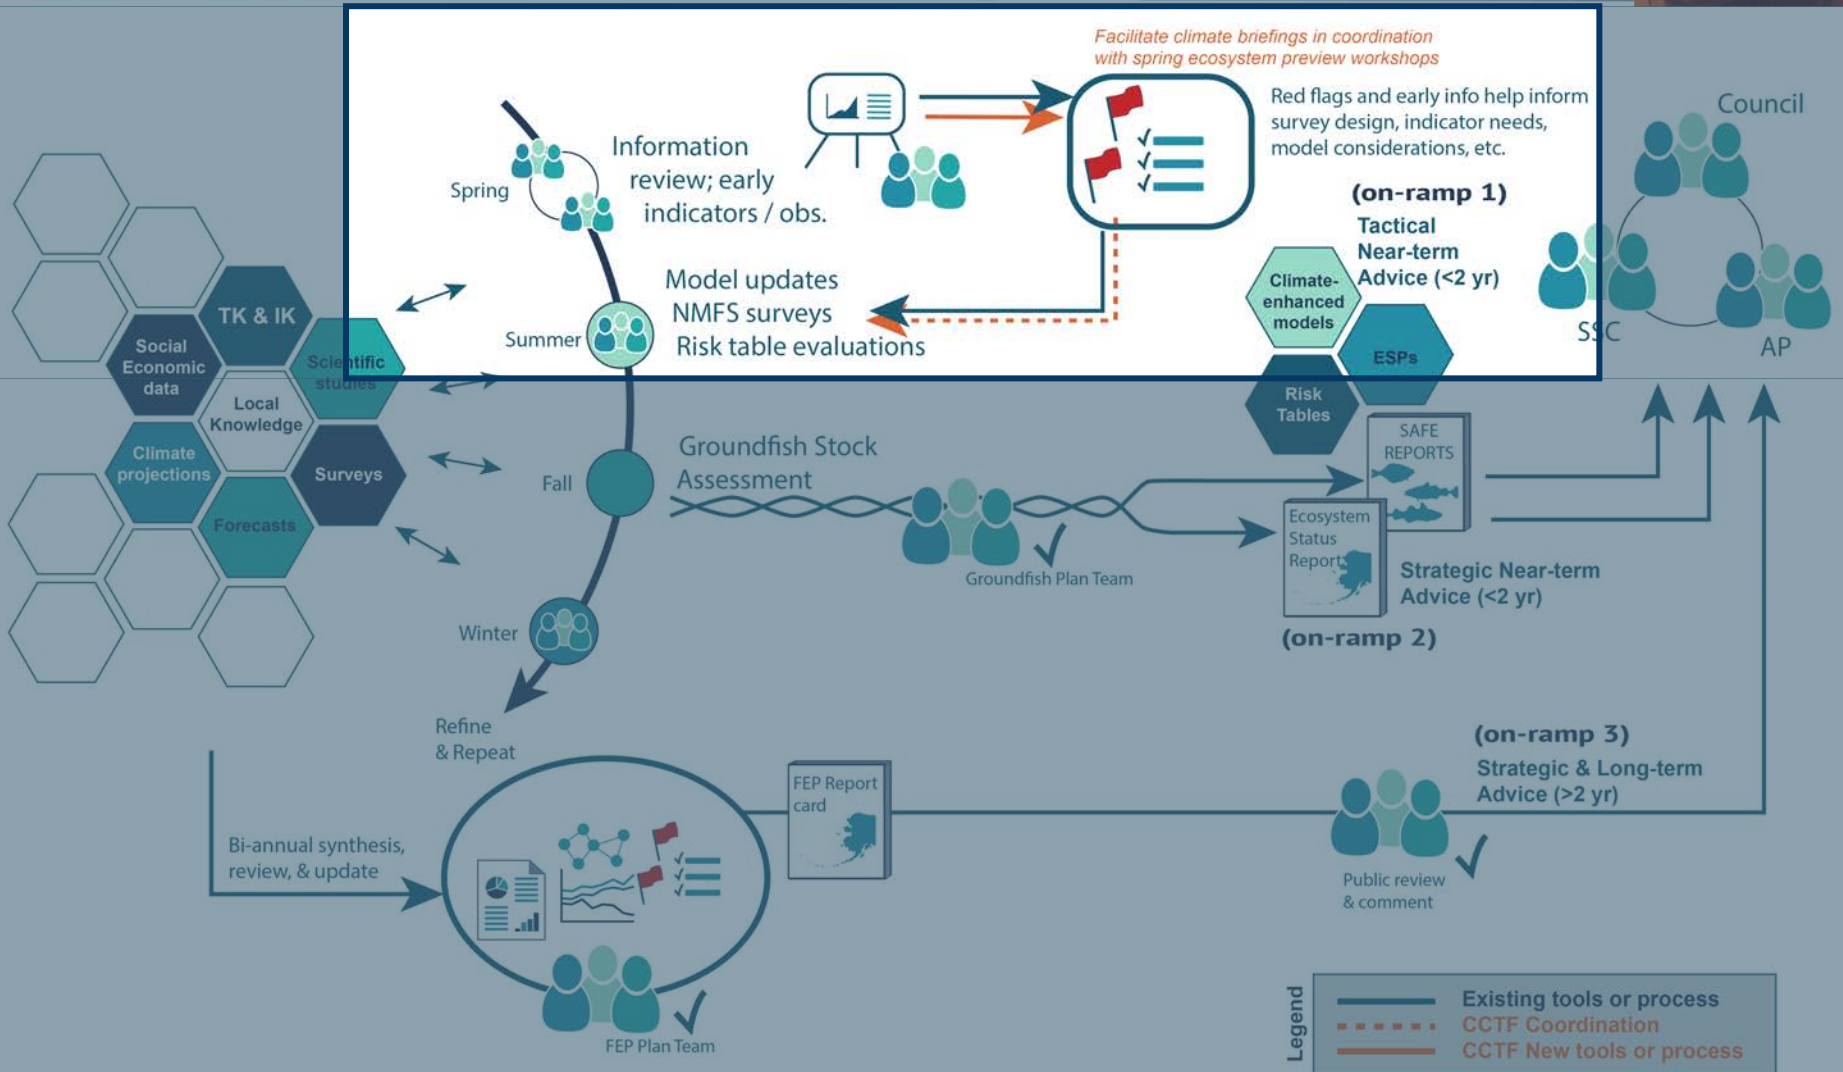 Facilitate climate briefings in coordination
with spring ecosystem preview workshops
Red flags and early info help inform
survey design, indicator needs,
model considerations, etc.
Council
Information
review; early
indicators / obs.
Spring
(on-ramp 1)
Tactical
Near-term
Advice (<2 yr)
SSC
AP
Model updates
NMFS surveys
Risk table evaluations
Summer
Climate-
enhanced
models
ESPs
Risk
Tables
TK & IK
Social
Economic
data
Scientific
studies
Local
Knowledge
Climate
projections
Surveys
Forecasts
Fall
Groundfish Stock
Assessment
Groundfish Plan Team
SAFE
REPORTS
Ecosystem
Status
Reports
Strategic Near-term
Advice (<2 yr)
(on-ramp 2)
Winter
Refine
& Repeat
Bi-annual synthesis,
review, & update
FEP Report
card
FEP Plan Team
(on-ramp 3)
Strategic & Long-term
Advice (>2 yr)
Public review
& comment
Legend
Existing tools or process
CCTF Coordination
CCTF New tools or process